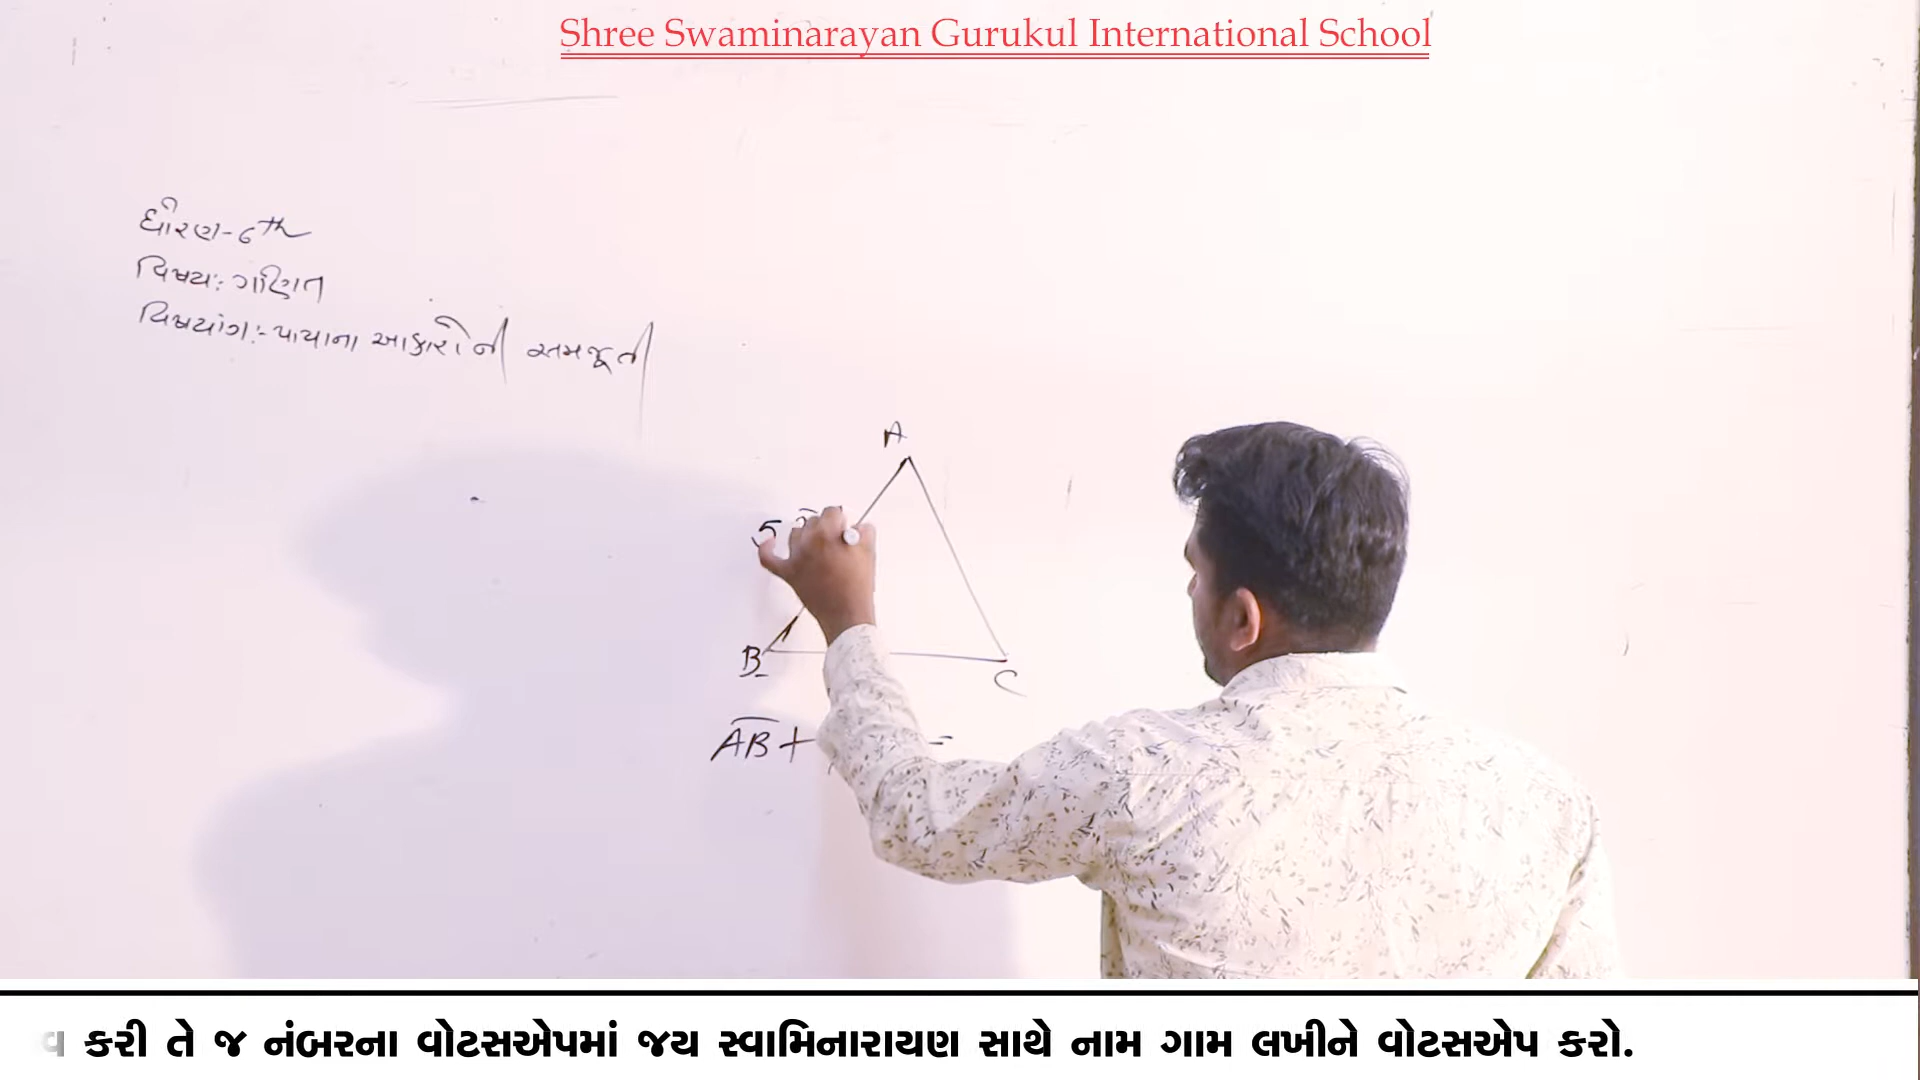 Shree Swaminarayan Gurukul International School
ધોરણ-6th
વિષય: ગણિત
વિષયાંગ:- પાયાના આકારોની સમજૂતી
A
5
B
C
AB +
=
કરી તે જ નંબરના વોટસએપમાં જય સ્વામિનારાયણ સાથે નામ ગામ લખીને વોટસએપ કરો.